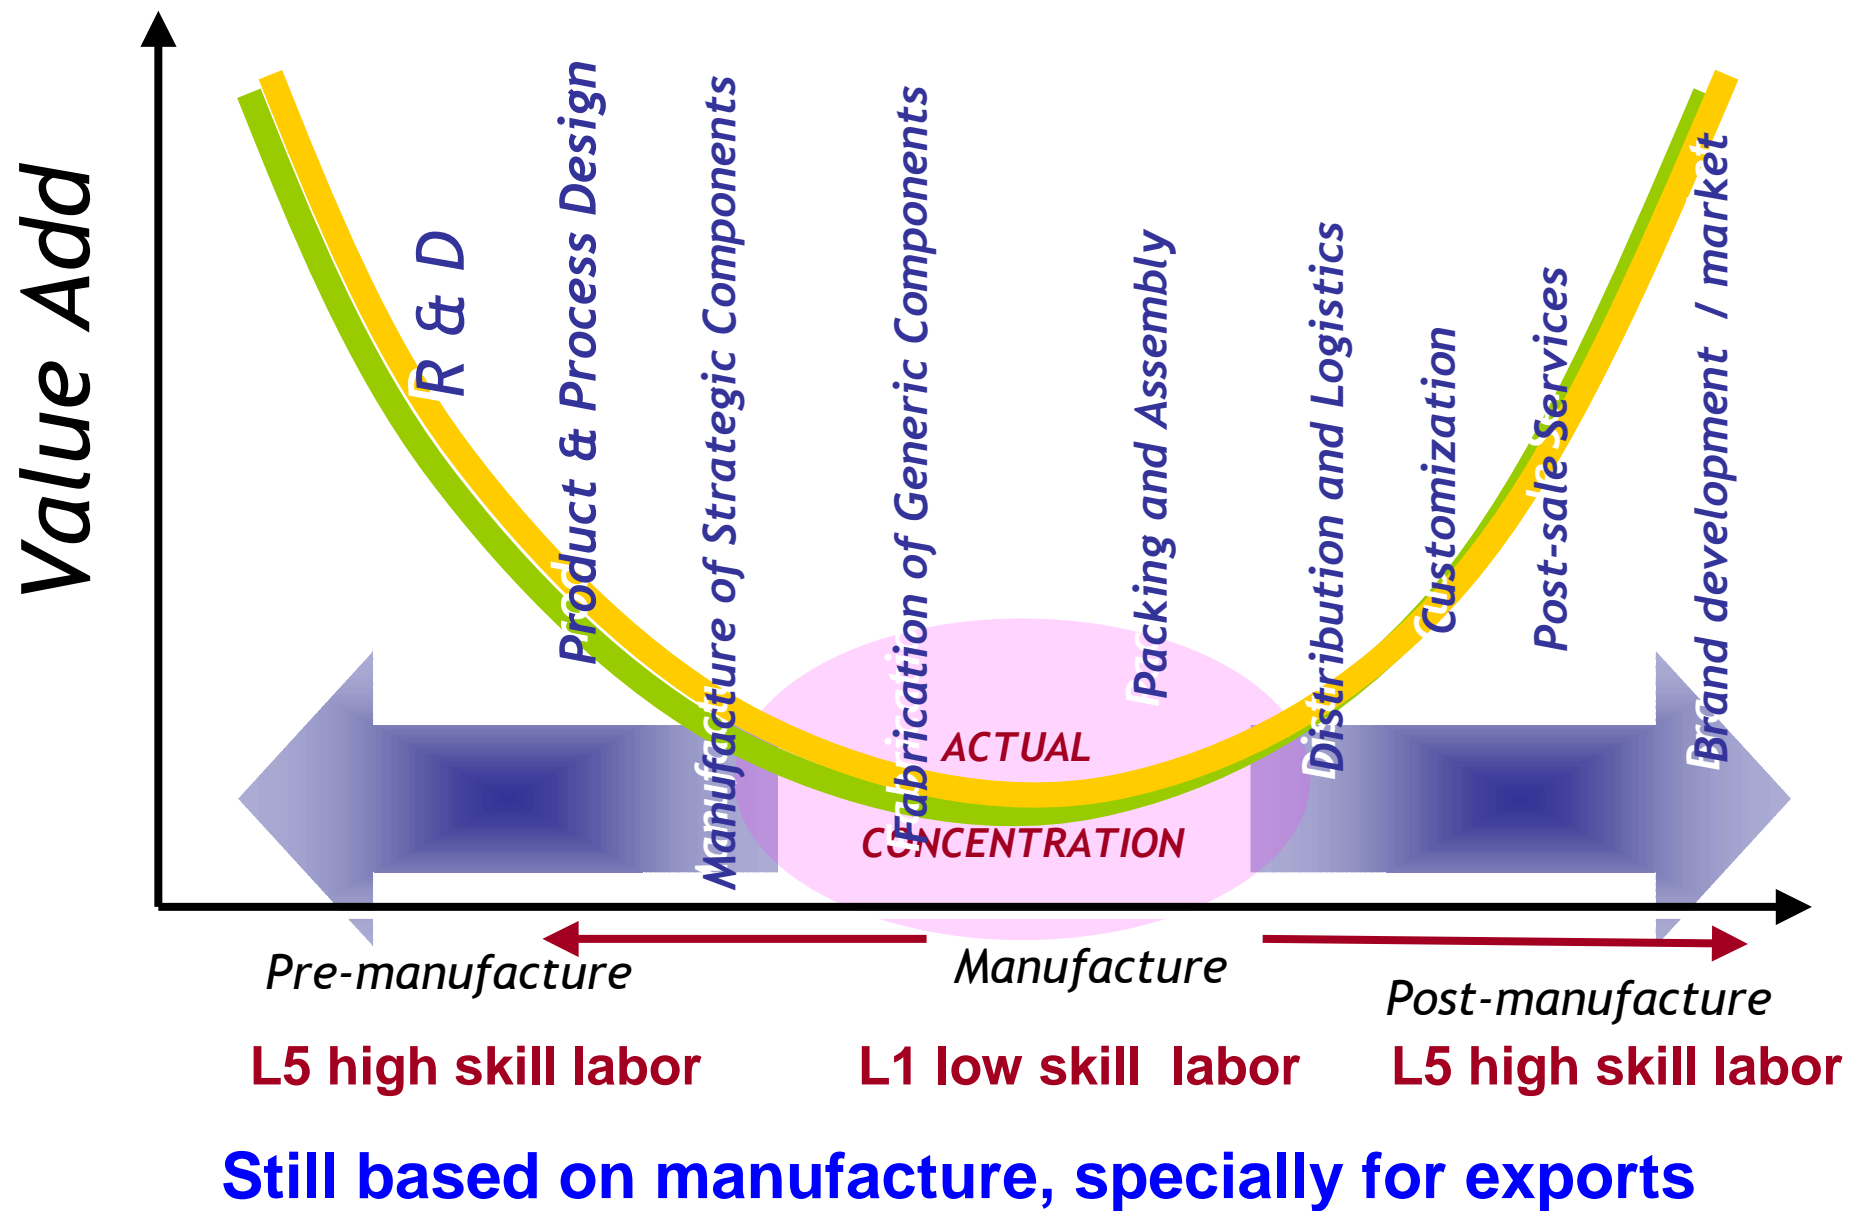 Value Add
R & D
Product & Process Design
Manufacture of Strategic Components
Fabrication of Generic Components
Packing and Assembly
Distribution and Logistics
Customization
Post-sale Services
Brand development / market
ACTUAL
CONCENTRATION
Pre-manufacture
Manufacture
Post-manufacture
L5 high skill labor
L1 low skill labor
L5 high skill labor
Still based on manufacture, specially for exports